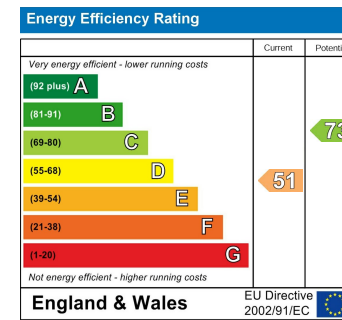 Energy Efficiency Rating
Current
Very energy efficient - lower running costs
(92 plus) A
(81-91) B
(69-80) C
73
(55-68) D
51
(39-54) E
(21-38) F
(1-20) G
Not energy efficient - higher running costs
England & Wales
EU Directive
2002/91/EC